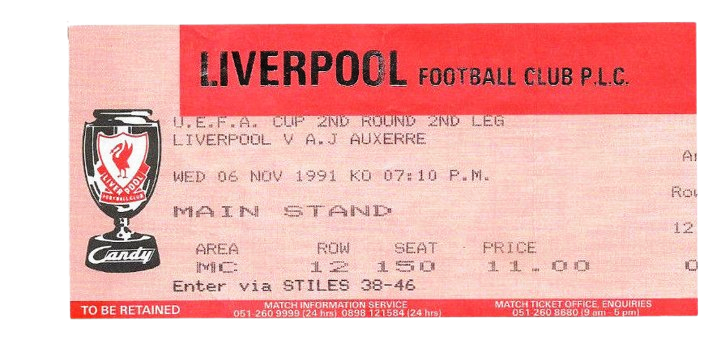 LIVERPOOL FOOTBALL CLUB P.L.C.
U.E.F.A. CUP 2ND ROUND 2ND LEG
LIVERPOOL V A.J AUXERRE
WED 06 NOV 1991 KO 07:10 P.M.
MAIN STAND
AREA ROW SEAT PRICE
MC 12 150 11.00
Enter via STILES 38-46
LIVERPOOL
FOOTBALL CLUB
Candy
12
TO BE RETAINED
MATCH INFORMATION SERVICE
051-260 9999 (24 hrs) 0898 121584 (24 hrs)
MATCH TICKET OFFICE, ENQUIRIES
051-260 8680 (9 am - 5 pm)